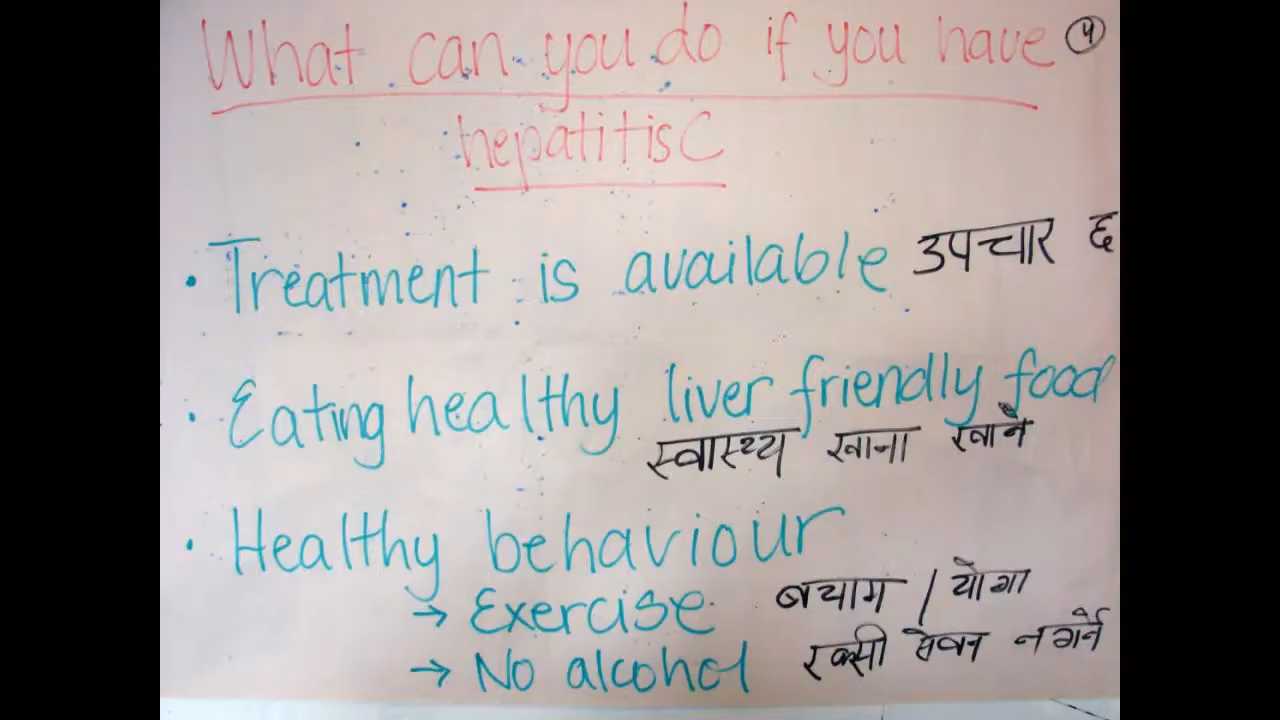 What can you do if you have ४
hepatitis C
• Treatment is available उपचार छ
• Eating healthy liver friendly food
स्वास्थ्य खाना खाने
• Healthy behaviour
→ Exercise बयाम / योगा
→ No alcohol रक्सी सेवन नगर्ने